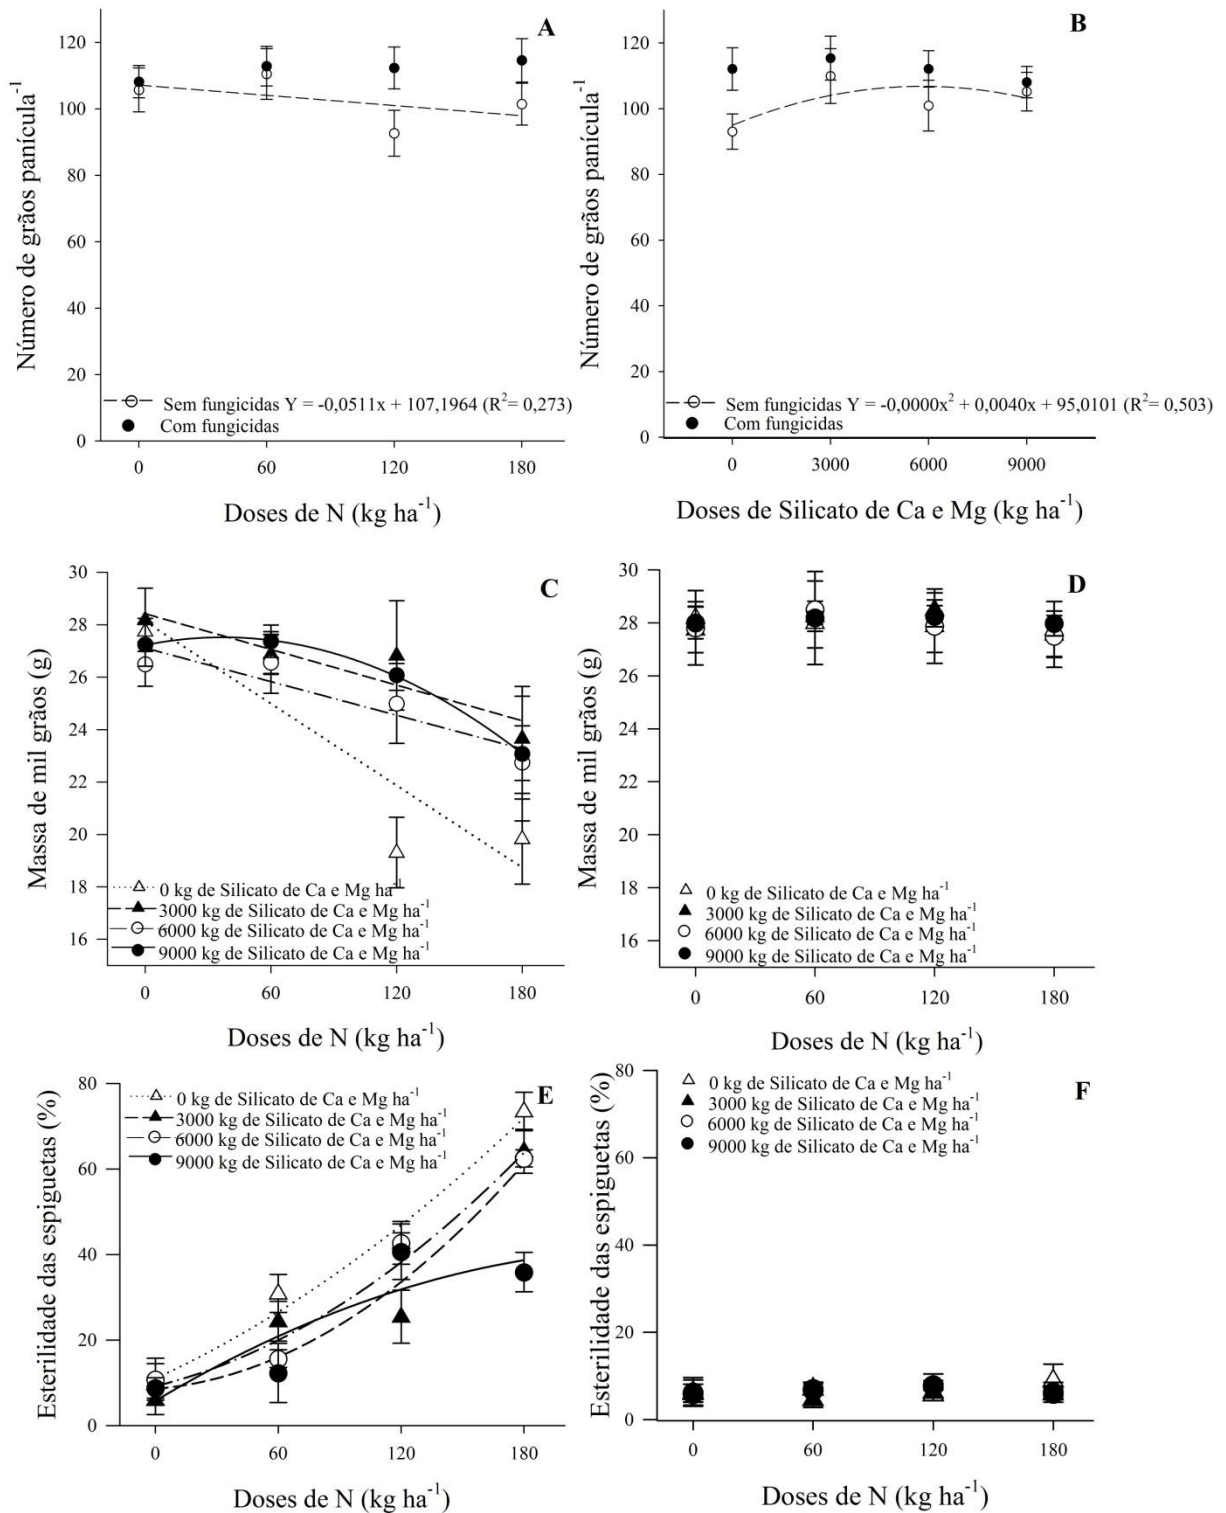 A
Número de grãos panícula⁻¹
120
100
80
60
40
20
0
Sem fungicidas Y = -0,0511x + 107,1964 (R²= 0,273)
Com fungicidas
0 60 120 180
Doses de N (kg ha⁻¹)
B
Número de grãos panícula⁻¹
120
100
80
60
40
20
0
Sem fungicidas Y = -0,0000x² + 0,0040x + 95,0101 (R²= 0,503)
Com fungicidas
0 3000 6000 9000
Doses de Silicato de Ca e Mg (kg ha⁻¹)
C
Massa de mil grãos (g)
30
28
26
24
22
20
18
16
0 kg de Silicato de Ca e Mg ha⁻¹
3000 kg de Silicato de Ca e Mg ha⁻¹
6000 kg de Silicato de Ca e Mg ha⁻¹
9000 kg de Silicato de Ca e Mg ha⁻¹
0 60 120 180
Doses de N (kg ha⁻¹)
D
Massa de mil grãos (g)
30
28
26
24
22
20
18
16
0 kg de Silicato de Ca e Mg ha⁻¹
3000 kg de Silicato de Ca e Mg ha⁻¹
6000 kg de Silicato de Ca e Mg ha⁻¹
9000 kg de Silicato de Ca e Mg ha⁻¹
0 60 120 180
Doses de N (kg ha⁻¹)
E
Esterilidade das espiguetas (%)
80
60
40
20
0
0 kg de Silicato de Ca e Mg ha⁻¹
3000 kg de Silicato de Ca e Mg ha⁻¹
6000 kg de Silicato de Ca e Mg ha⁻¹
9000 kg de Silicato de Ca e Mg ha⁻¹
0 60 120 180
Doses de N (kg ha⁻¹)
F
Esterilidade das espiguetas (%)
80
60
40
20
0
0 kg de Silicato de Ca e Mg ha⁻¹
3000 kg de Silicato de Ca e Mg ha⁻¹
6000 kg de Silicato de Ca e Mg ha⁻¹
9000 kg de Silicato de Ca e Mg ha⁻¹
0 60 120 180
Doses de N (kg ha⁻¹)